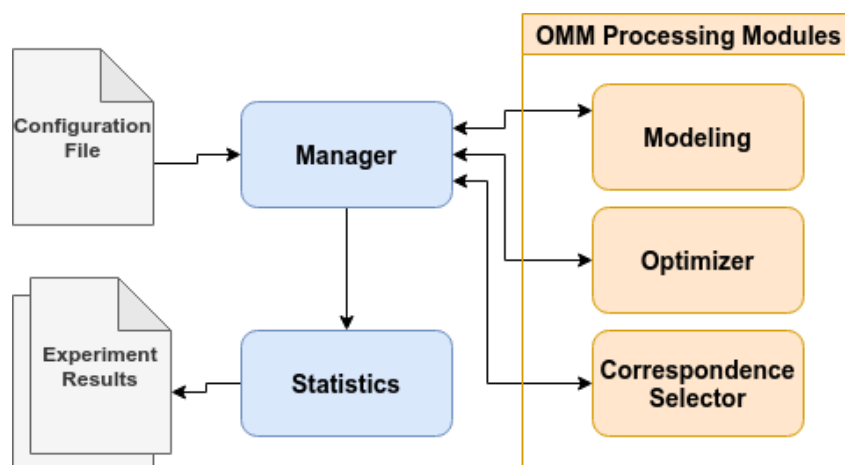 OMM Processing Modules
Configuration
File
Manager
Modeling
Optimizer
Experiment
Results
Statistics
Correspondence
Selector